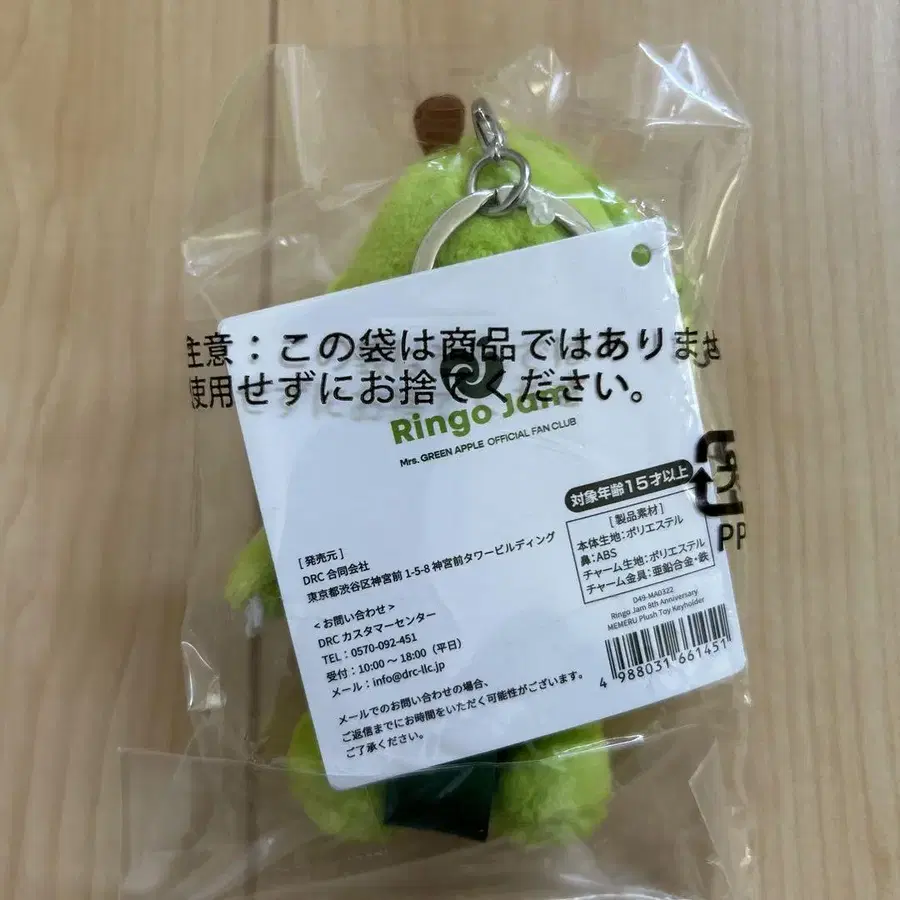 注意：この袋は商品ではありませ
使用せずにお捨てください。
Ringo Jam
Mrs. GREEN APPLE OFFICIAL FAN CLUB
対象年齢15才以上
[製品素材]
本体生地：ポリエステル
鼻：ABS
チャーム生地：ポリエステル
チャーム金具：亜鉛合金・鉄
[発売元]
DRC 合同会社
東京都渋谷区神宮前 1-5-8 神宮前タワービルディング
<お問い合わせ>
DRC カスタマーセンター
TEL：0570-092-451
受付：10:00 〜 18:00（平日）
メール：info@drc-llc.jp
メールでのお問い合わせの場合、
ご返信までにお時間をいただく可能性がございます。
ご了承ください。
D49-MA0322
Ringo Jam 8th Anniversary
MEMERU Plush Toy Keyholder
4 988031 661451
PP